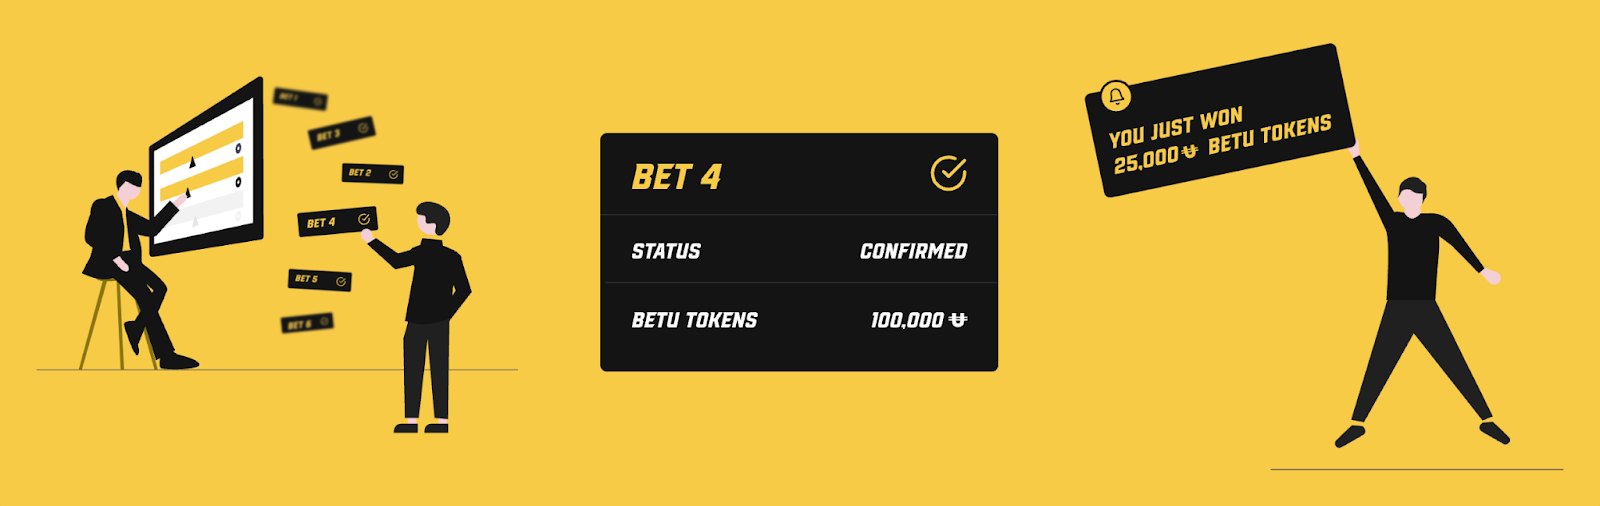 BET 1
BET 3
BET 2
BET 4
BET 5
BET 6
BET 4
STATUS CONFIRMED
BETU TOKENS 100,000
YOU JUST WON
25,000 BETU TOKENS